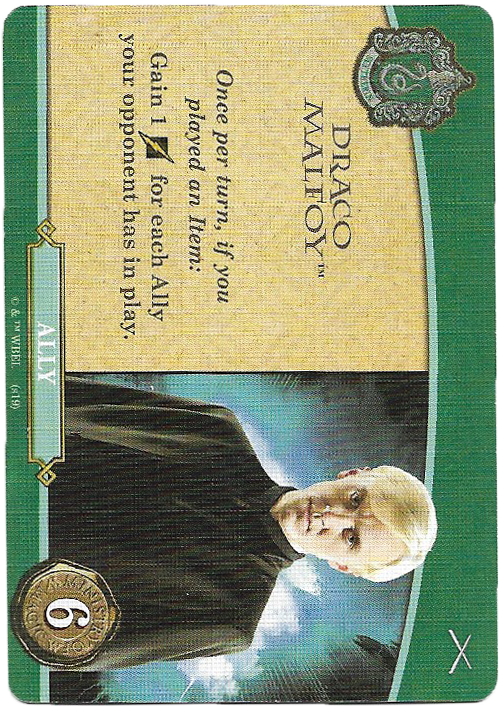 DRACO
MALFOY™
Once per turn, if you
played an Item:
Gain 1 for each Ally
your opponent has in play.
ALLY
6
© & ™ WBEI. (s19)